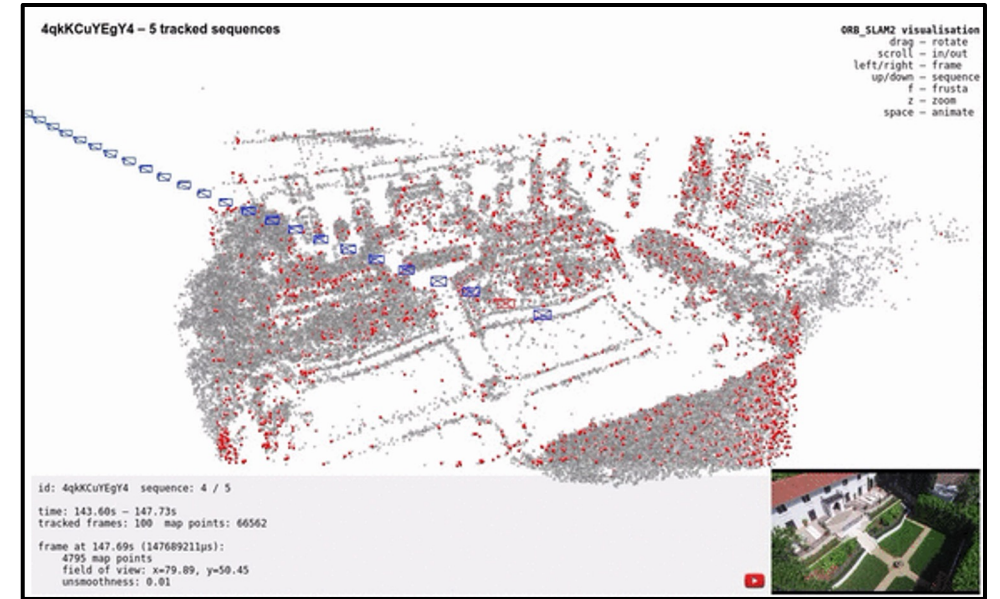 4qkKCuYEgY4 – 5 tracked sequences
ORB_SLAM2 visualisation
drag – rotate
scroll – in/out
left/right – frame
up/down – sequence
f – frusta
z – zoom
space – animate
id: 4qkKCuYEgY4 sequence: 4 / 5
time: 143.60s – 147.73s
tracked frames: 100 map points: 66562
frame at 147.69s (147689211µs):
4795 map points
field of view: x=79.89, y=50.45
unsmoothness: 0.01